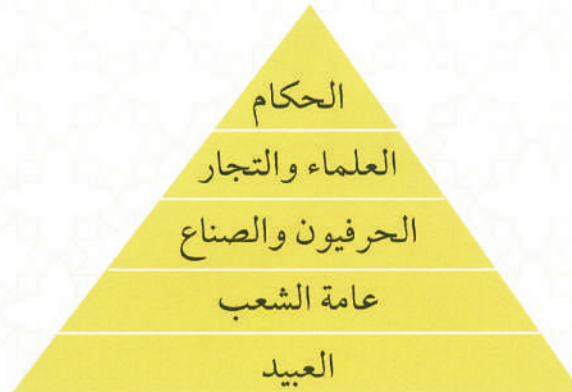 الحكام
العلماء والتجار
الحرفيون والصناع
عامة الشعب
العبيد